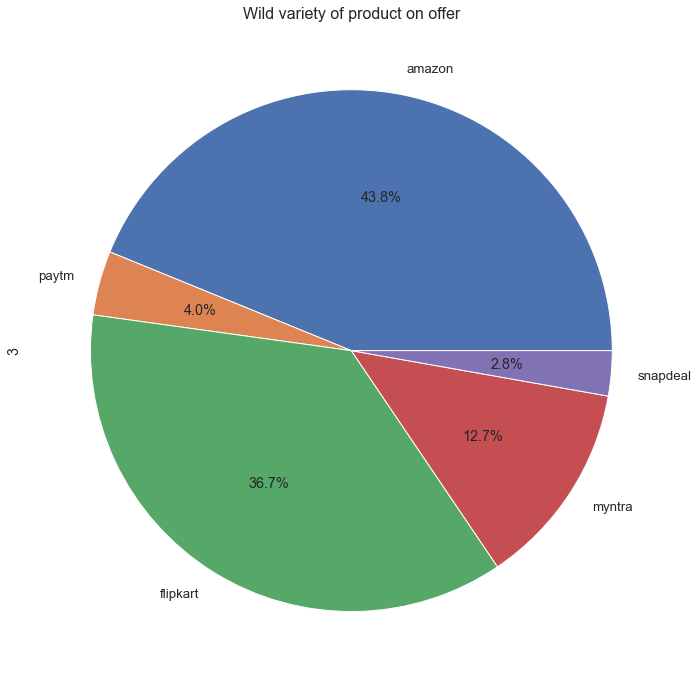 Wild variety of product on offer
amazon
43.8%
paytm
4.0%
3
2.8%
snapdeal
12.7%
36.7%
myntra
flipkart